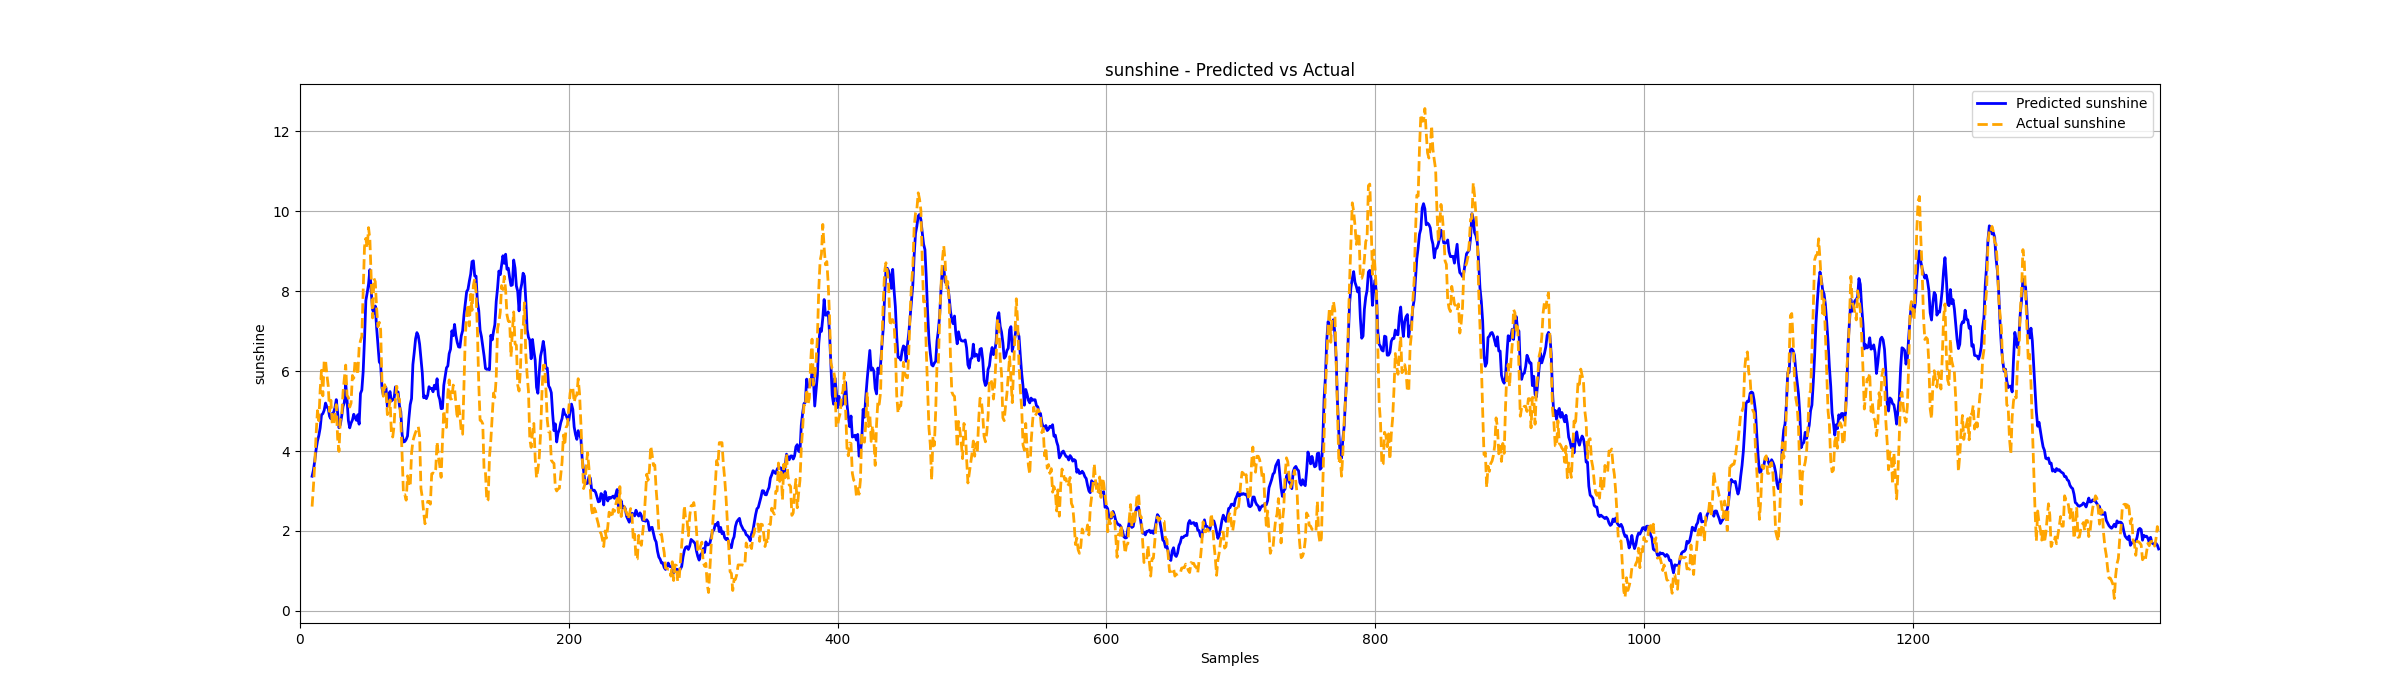 sunshine - Predicted vs Actual
Predicted sunshine
Actual sunshine
sunshine
12
10
8
6
4
2
0
0 200 400 600 800 1000 1200
Samples